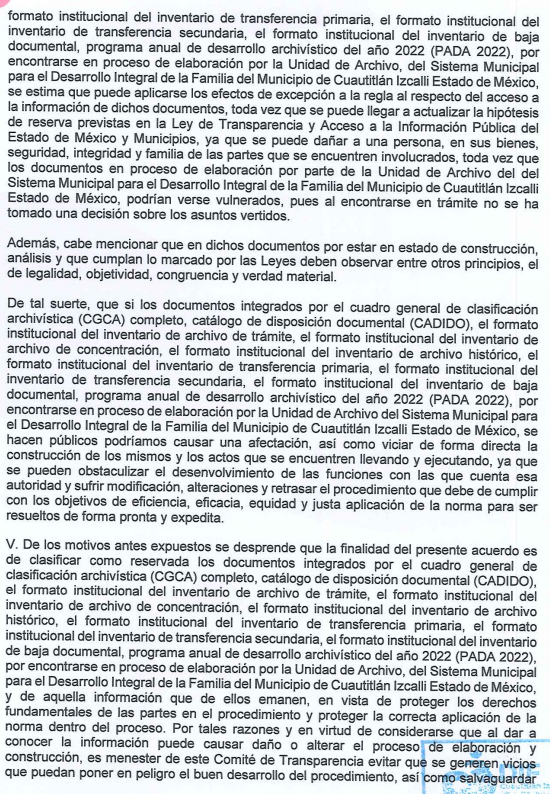 formato institucional del inventario de transferencia primaria, el formato institucional del
inventario de transferencia secundaria, el formato institucional del inventario de baja
documental, programa anual de desarrollo archivístico del año 2022 (PADA 2022), por
encontrarse en proceso de elaboración por la Unidad de Archivo, del Sistema Municipal
para el Desarrollo Integral de la Familia del Municipio de Cuautitlán Izcalli Estado de México,
se estima que puede aplicarse los efectos de excepción a la regla al respecto del acceso a
la información de dichos documentos, toda vez que se puede llegar a actualizar la hipótesis
de reserva previstas en la Ley de Transparencia y Acceso a la Información Pública del
Estado de México y Municipios, ya que se puede dañar a una persona, en sus bienes,
seguridad, integridad y familia de las partes que se encuentren involucrados, toda vez que
los documentos en proceso de elaboración por parte de la Unidad de Archivo del del
Sistema Municipal para el Desarrollo Integral de la Familia del Municipio de Cuautitlán Izcalli
Estado de México, podrían verse vulnerados, pues al encontrarse en trámite no se ha
tomado una decisión sobre los asuntos vertidos.
Además, cabe mencionar que en dichos documentos por estar en estado de construcción,
análisis y que cumplan lo marcado por las Leyes deben observar entre otros principios, el
de legalidad, objetividad, congruencia y verdad material.
De tal suerte, que si los documentos integrados por el cuadro general de clasificación
archivística (CGCA) completo, catálogo de disposición documental (CADIDO), el formato
institucional del inventario de archivo de trámite, el formato institucional del inventario de
archivo de concentración, el formato institucional del inventario de archivo histórico, el
formato institucional del inventario de transferencia primaria, el formato institucional del
inventario de transferencia secundaria, el formato institucional del inventario de baja
documental, programa anual de desarrollo archivístico del año 2022 (PADA 2022), por
encontrarse en proceso de elaboración por la Unidad de Archivo del Sistema Municipal para
el Desarrollo Integral de la Familia del Municipio de Cuautitlán Izcalli Estado de México, se
hacen públicos podríamos causar una afectación, así como viciar de forma directa la
construcción de los mismos y los actos que se encuentren llevando y ejecutando, ya que
se pueden obstaculizar el desenvolvimiento de las funciones con las que cuenta esa
autoridad y sufrir modificación, alteraciones y retrasar el procedimiento que debe de cumplir
con los objetivos de eficiencia, eficacia, equidad y justa aplicación de la norma para ser
resueltos de forma pronta y expedita.
V. De los motivos antes expuestos se desprende que la finalidad del presente acuerdo es
de clasificar como reservada los documentos integrados por el cuadro general de
clasificación archivística (CGCA) completo, catálogo de disposición documental (CADIDO),
el formato institucional del inventario de archivo de trámite, el formato institucional del
inventario de archivo de concentración, el formato institucional del inventario de archivo
histórico, el formato institucional del inventario de transferencia primaria, el formato
institucional del inventario de transferencia secundaria, el formato institucional del inventario
de baja documental, programa anual de desarrollo archivístico del año 2022 (PADA 2022),
por encontrarse en proceso de elaboración por la Unidad de Archivo, del Sistema Municipal
para el Desarrollo Integral de la Familia del Municipio de Cuautitlán Izcalli Estado de México,
y de aquella información que de ellos emanen, en vista de proteger los derechos
fundamentales de las partes en el procedimiento y proteger la correcta aplicación de la
norma dentro del proceso. Por tales razones y en virtud de considerarse que al dar a
conocer la información puede causar daño o alterar el proceso de elaboración y
construcción, es menester de este Comité de Transparencia evitar que se generen vicios
que puedan poner en peligro el buen desarrollo del procedimiento, así como salvaguardar
DIF